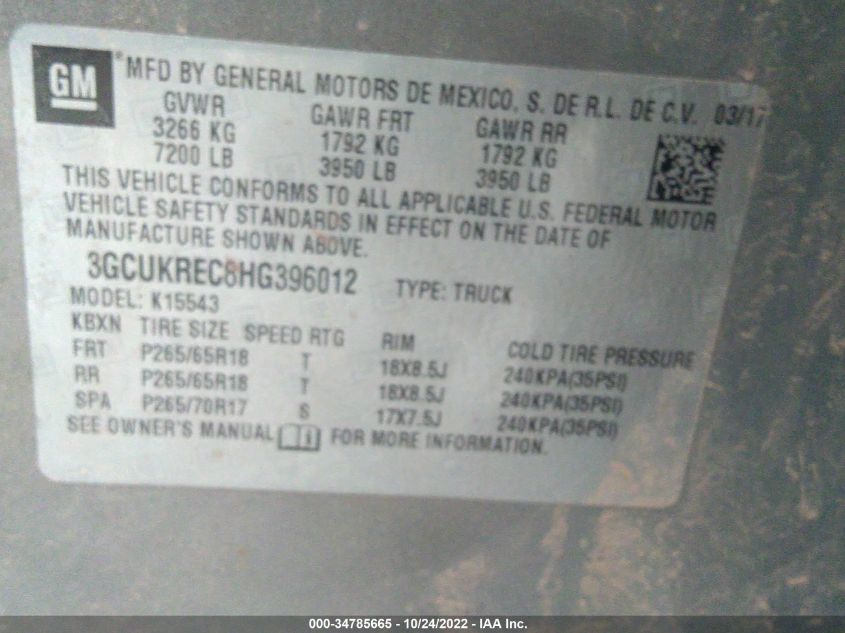 GM ® MFD BY GENERAL MOTORS DE MEXICO, S. DE R.L. DE C.V. 03/17
GVWR GAWR FRT GAWR RR
3266 KG 1792 KG 1792 KG
7200 LB 3950 LB 3950 LB
THIS VEHICLE CONFORMS TO ALL APPLICABLE U.S. FEDERAL MOTOR
VEHICLE SAFETY STANDARDS IN EFFECT ON THE DATE OF
MANUFACTURE SHOWN ABOVE.
3GCUKREC8HG396012 TYPE: TRUCK
MODEL: K15543
KBXN TIRE SIZE SPEED RTG RIM COLD TIRE PRESSURE
FRT P265/65R18 T 18X8.5J 240KPA(35PSI)
RR P265/65R18 T 18X8.5J 240KPA(35PSI)
SPA P265/70R17 S 17X7.5J 240KPA(35PSI)
SEE OWNER'S MANUAL FOR MORE INFORMATION.
000-34785665 - 10/24/2022 - IAA Inc.